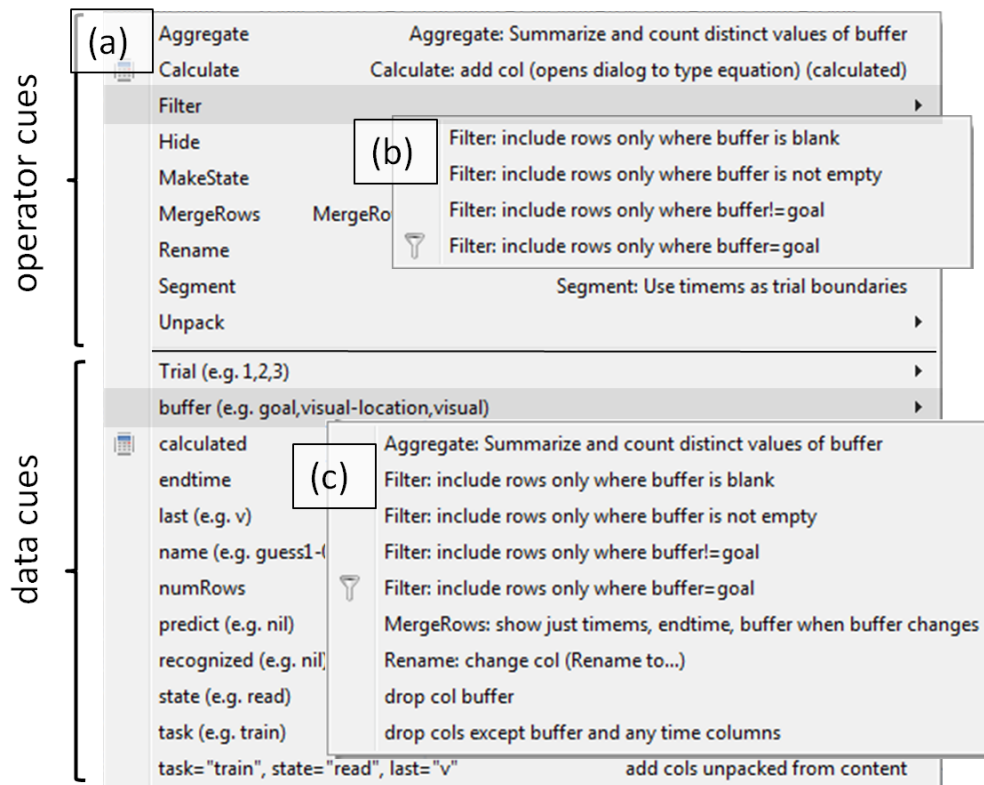 operator cues
(a)
Aggregate Aggregate: Summarize and count distinct values of buffer
Calculate Calculate: add col (opens dialog to type equation) (calculated)
Filter
Hide
MakeState
MergeRows MergeRo
Rename
Segment Segment: Use timems as trial boundaries
Unpack
(b)
Filter: include rows only where buffer is blank
Filter: include rows only where buffer is not empty
Filter: include rows only where buffer!=goal
Filter: include rows only where buffer=goal
data cues
Trial (e.g. 1,2,3)
buffer (e.g. goal,visual-location,visual)
calculated
endtime
last (e.g. v)
name (e.g. guess1-
numRows
predict (e.g. nil)
recognized (e.g. nil)
state (e.g. read)
task (e.g. train)
task="train", state="read", last="v" add cols unpacked from content
(c)
Aggregate: Summarize and count distinct values of buffer
Filter: include rows only where buffer is blank
Filter: include rows only where buffer is not empty
Filter: include rows only where buffer!=goal
Filter: include rows only where buffer=goal
MergeRows: show just timems, endtime, buffer when buffer changes
Rename: change col (Rename to...)
drop col buffer
drop cols except buffer and any time columns